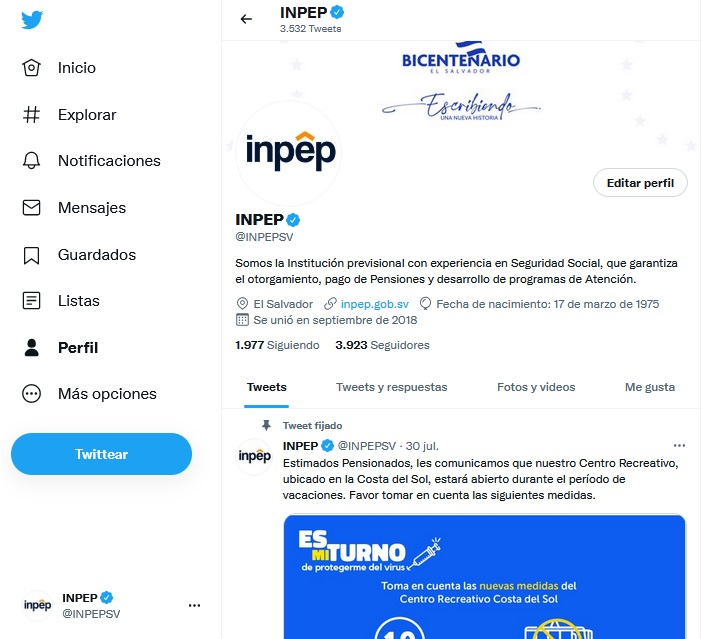 INPEP
3.532 Tweets
Inicio
Explorar
Notificaciones
Mensajes
Guardados
Listas
Perfil
Más opciones
Twittear
INPEP
@INPEPSV
BICENTENARIO
EL SALVADOR
Escribiendo
UNA NUEVA HISTORIA
inpep
Editar perfil
INPEP
@INPEPSV
Somos la Institución previsional con experiencia en Seguridad Social, que garantiza
el otorgamiento, pago de Pensiones y desarrollo de programas de Atención.
El Salvador inpep.gob.sv Fecha de nacimiento: 17 de marzo de 1975
Se unió en septiembre de 2018
1.977 Siguiendo 3.923 Seguidores
Tweets Tweets y respuestas Fotos y videos Me gusta
Tweet fijado
inpep
INPEP @INPEPSV · 30 jul.
Estimados Pensionados, les comunicamos que nuestro Centro Recreativo,
ubicado en la Costa del Sol, estará abierto durante el período de
vacaciones. Favor tomar en cuenta las siguientes medidas.
ES
MI TURNO
de protegerme del virus
Toma en cuenta las nuevas medidas del
Centro Recreativo Costa del Sol
inpep